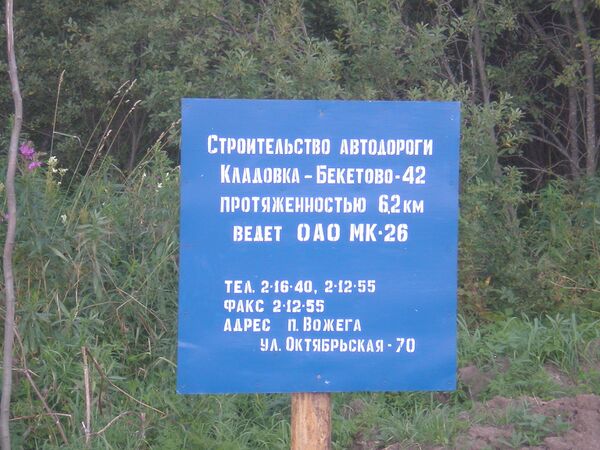 Строительство автодороги
Кладовка - Бекетово - 42
протяженностью 6,2 км
ведет ОАО МК-26
тел. 2-16-40, 2-12-55
факс 2-12-55
адрес п. Вожега
ул. Октябрьская - 70